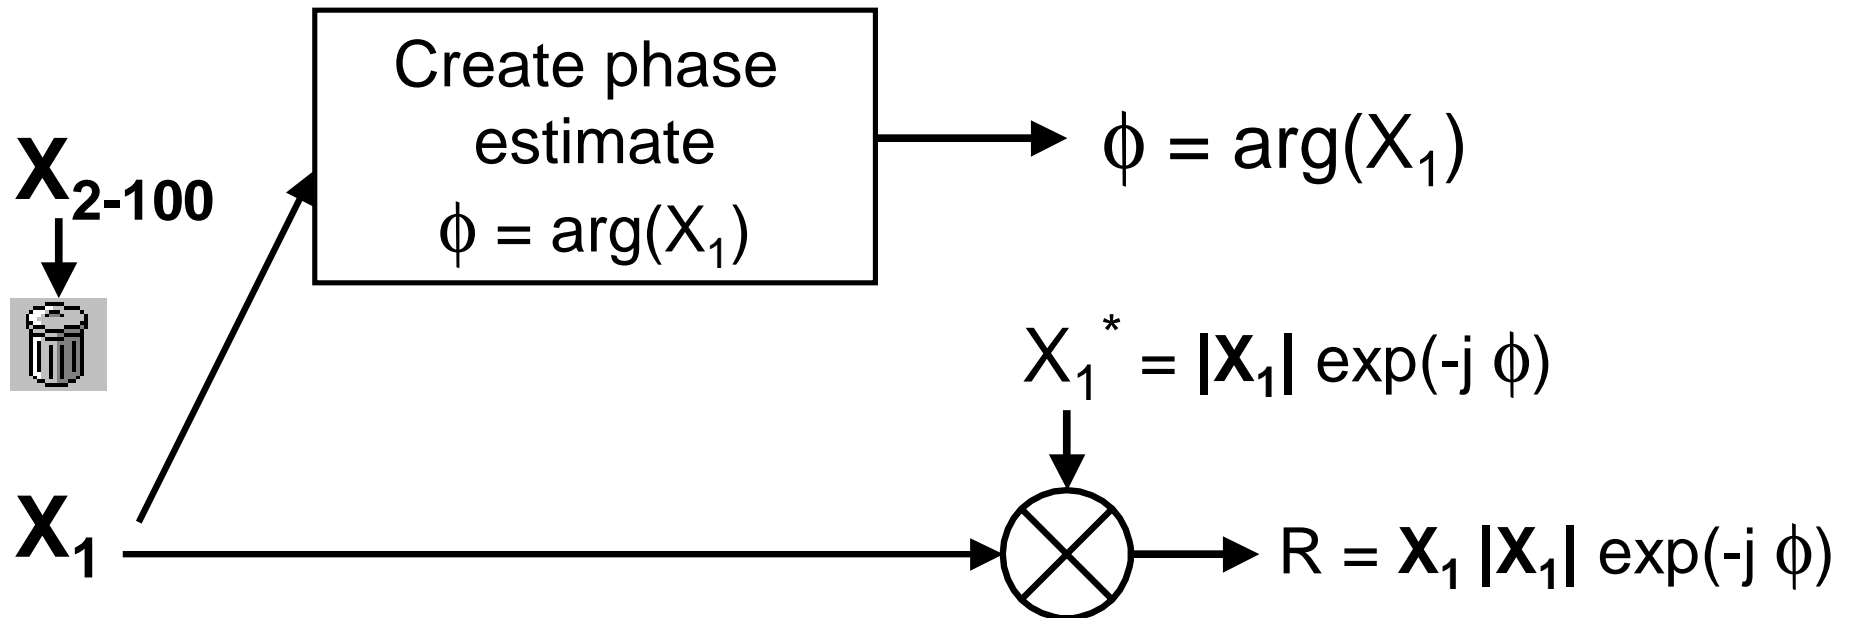 Create phase
estimate
ϕ = arg(X₁)
ϕ = arg(X₁)
X₂₋₁₀₀
X₁* = |X₁| exp(-j ϕ)
X₁
R = X₁ |X₁| exp(-j ϕ)